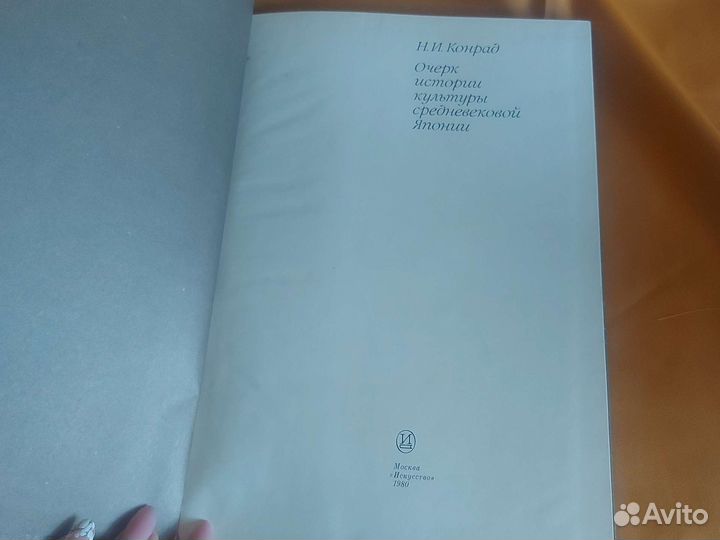 Н. И. Конрад
Очерк
истории
культуры
средневековой
Японии
И
Москва
«Искусство»
1980
Avito